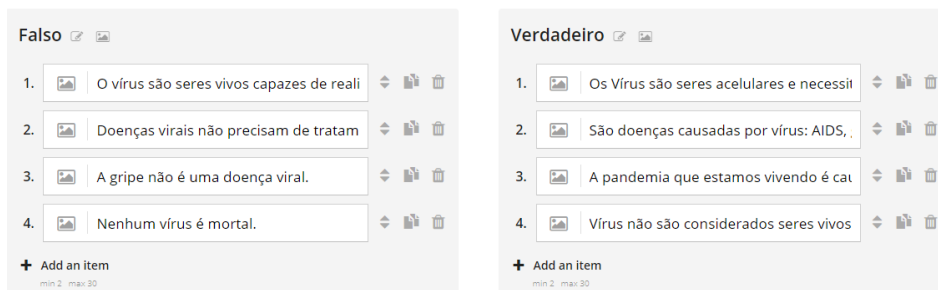 Falso
1. O vírus são seres vivos capazes de reali
2. Doenças virais não precisam de tratam
3. A gripe não é uma doença viral.
4. Nenhum vírus é mortal.
+ Add an item
min 2 max 30
Verdadeiro
1. Os Vírus são seres acelulares e necessit
2. São doenças causadas por vírus: AIDS,
3. A pandemia que estamos vivendo é cau
4. Vírus não são considerados seres vivos
+ Add an item
min 2 max 30